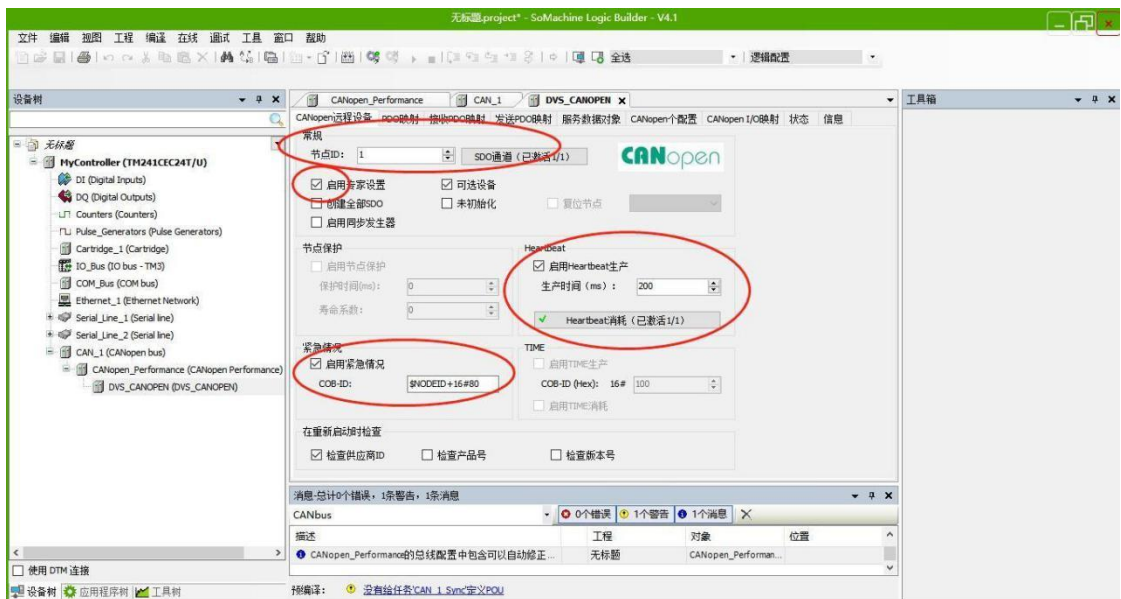 无标题.project* - SoMachine Logic Builder - V4.1
文件 编辑 视图 工程 编译 在线 调试 工具 窗口 帮助
全选 逻辑配置
设备树
无标题
MyController (TM241CEC24T/U)
DI (Digital Inputs)
DQ (Digital Outputs)
Counters (Counters)
Pulse_Generators (Pulse Generators)
Cartridge_1 (Cartridge)
IO_Bus (IO bus - TM3)
COM_Bus (COM bus)
Ethernet_1 (Ethernet Network)
Serial_Line_1 (Serial line)
Serial_Line_2 (Serial line)
CAN_1 (CANopen bus)
CANopen_Performance (CANopen Performance)
DVS_CANOPEN (DVS_CANOPEN)
使用 DTM 连接
设备树 应用程序树 工具树
CANopen_Performance CAN_1 DVS_CANOPEN
CANopen远程设备 PDO映射 接收PDO映射 发送PDO映射 服务数据对象 CANopen个配置 CANopen I/O映射 状态 信息
常规
节点ID: 1 SDO通道 (已激活1/1) CANopen
启用专家设置 可选设备
创建全部SDO 未初始化 复位节点
启用同步发生器
节点保护 Heartbeat
启用节点保护 启用Heartbeat生产
保护时间(ms): 0 生产时间 (ms) : 200
寿命系数: 0 Heartbeat消耗 (已激活1/1)
紧急情况 TIME
启用紧急情况 启用TIME生产
COB-ID: $NODEID+16#80 COB-ID (Hex): 16# 100
启用TIME消耗
在重新启动时检查
检查供应商ID 检查产品号 检查版本号
消息-总计0个错误，1条警告，1条消息
CANbus 0个错误 1个警告 1个消息
描述 工程 对象 位置
CANopen_Performance的总线配置中包含可以自动修正... 无标题 CANopen_Performan...
预编译: 没有给任务'CAN_1_Sync'定义POU
工具箱